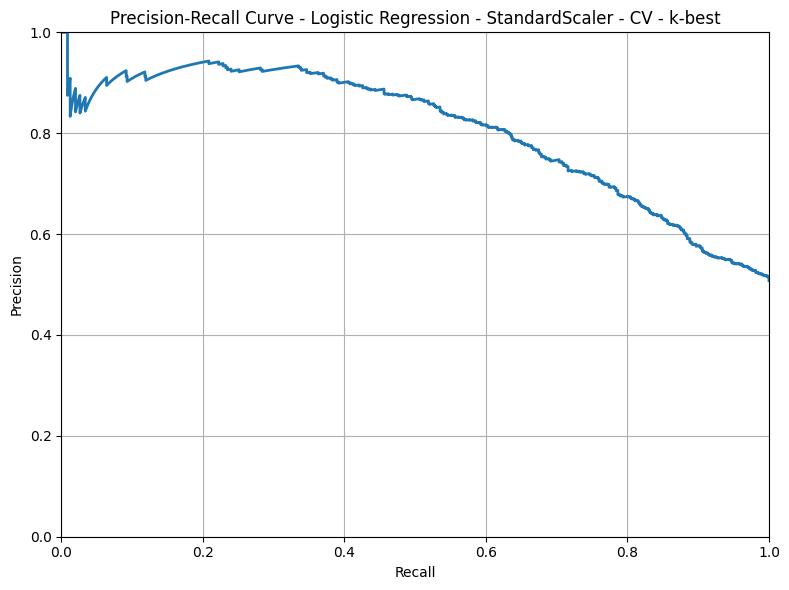 Precision-Recall Curve - Logistic Regression - StandardScaler - CV - k-best
1.0
0.8
0.6
0.4
0.2
0.0
Precision
0.0 0.2 0.4 0.6 0.8 1.0
Recall